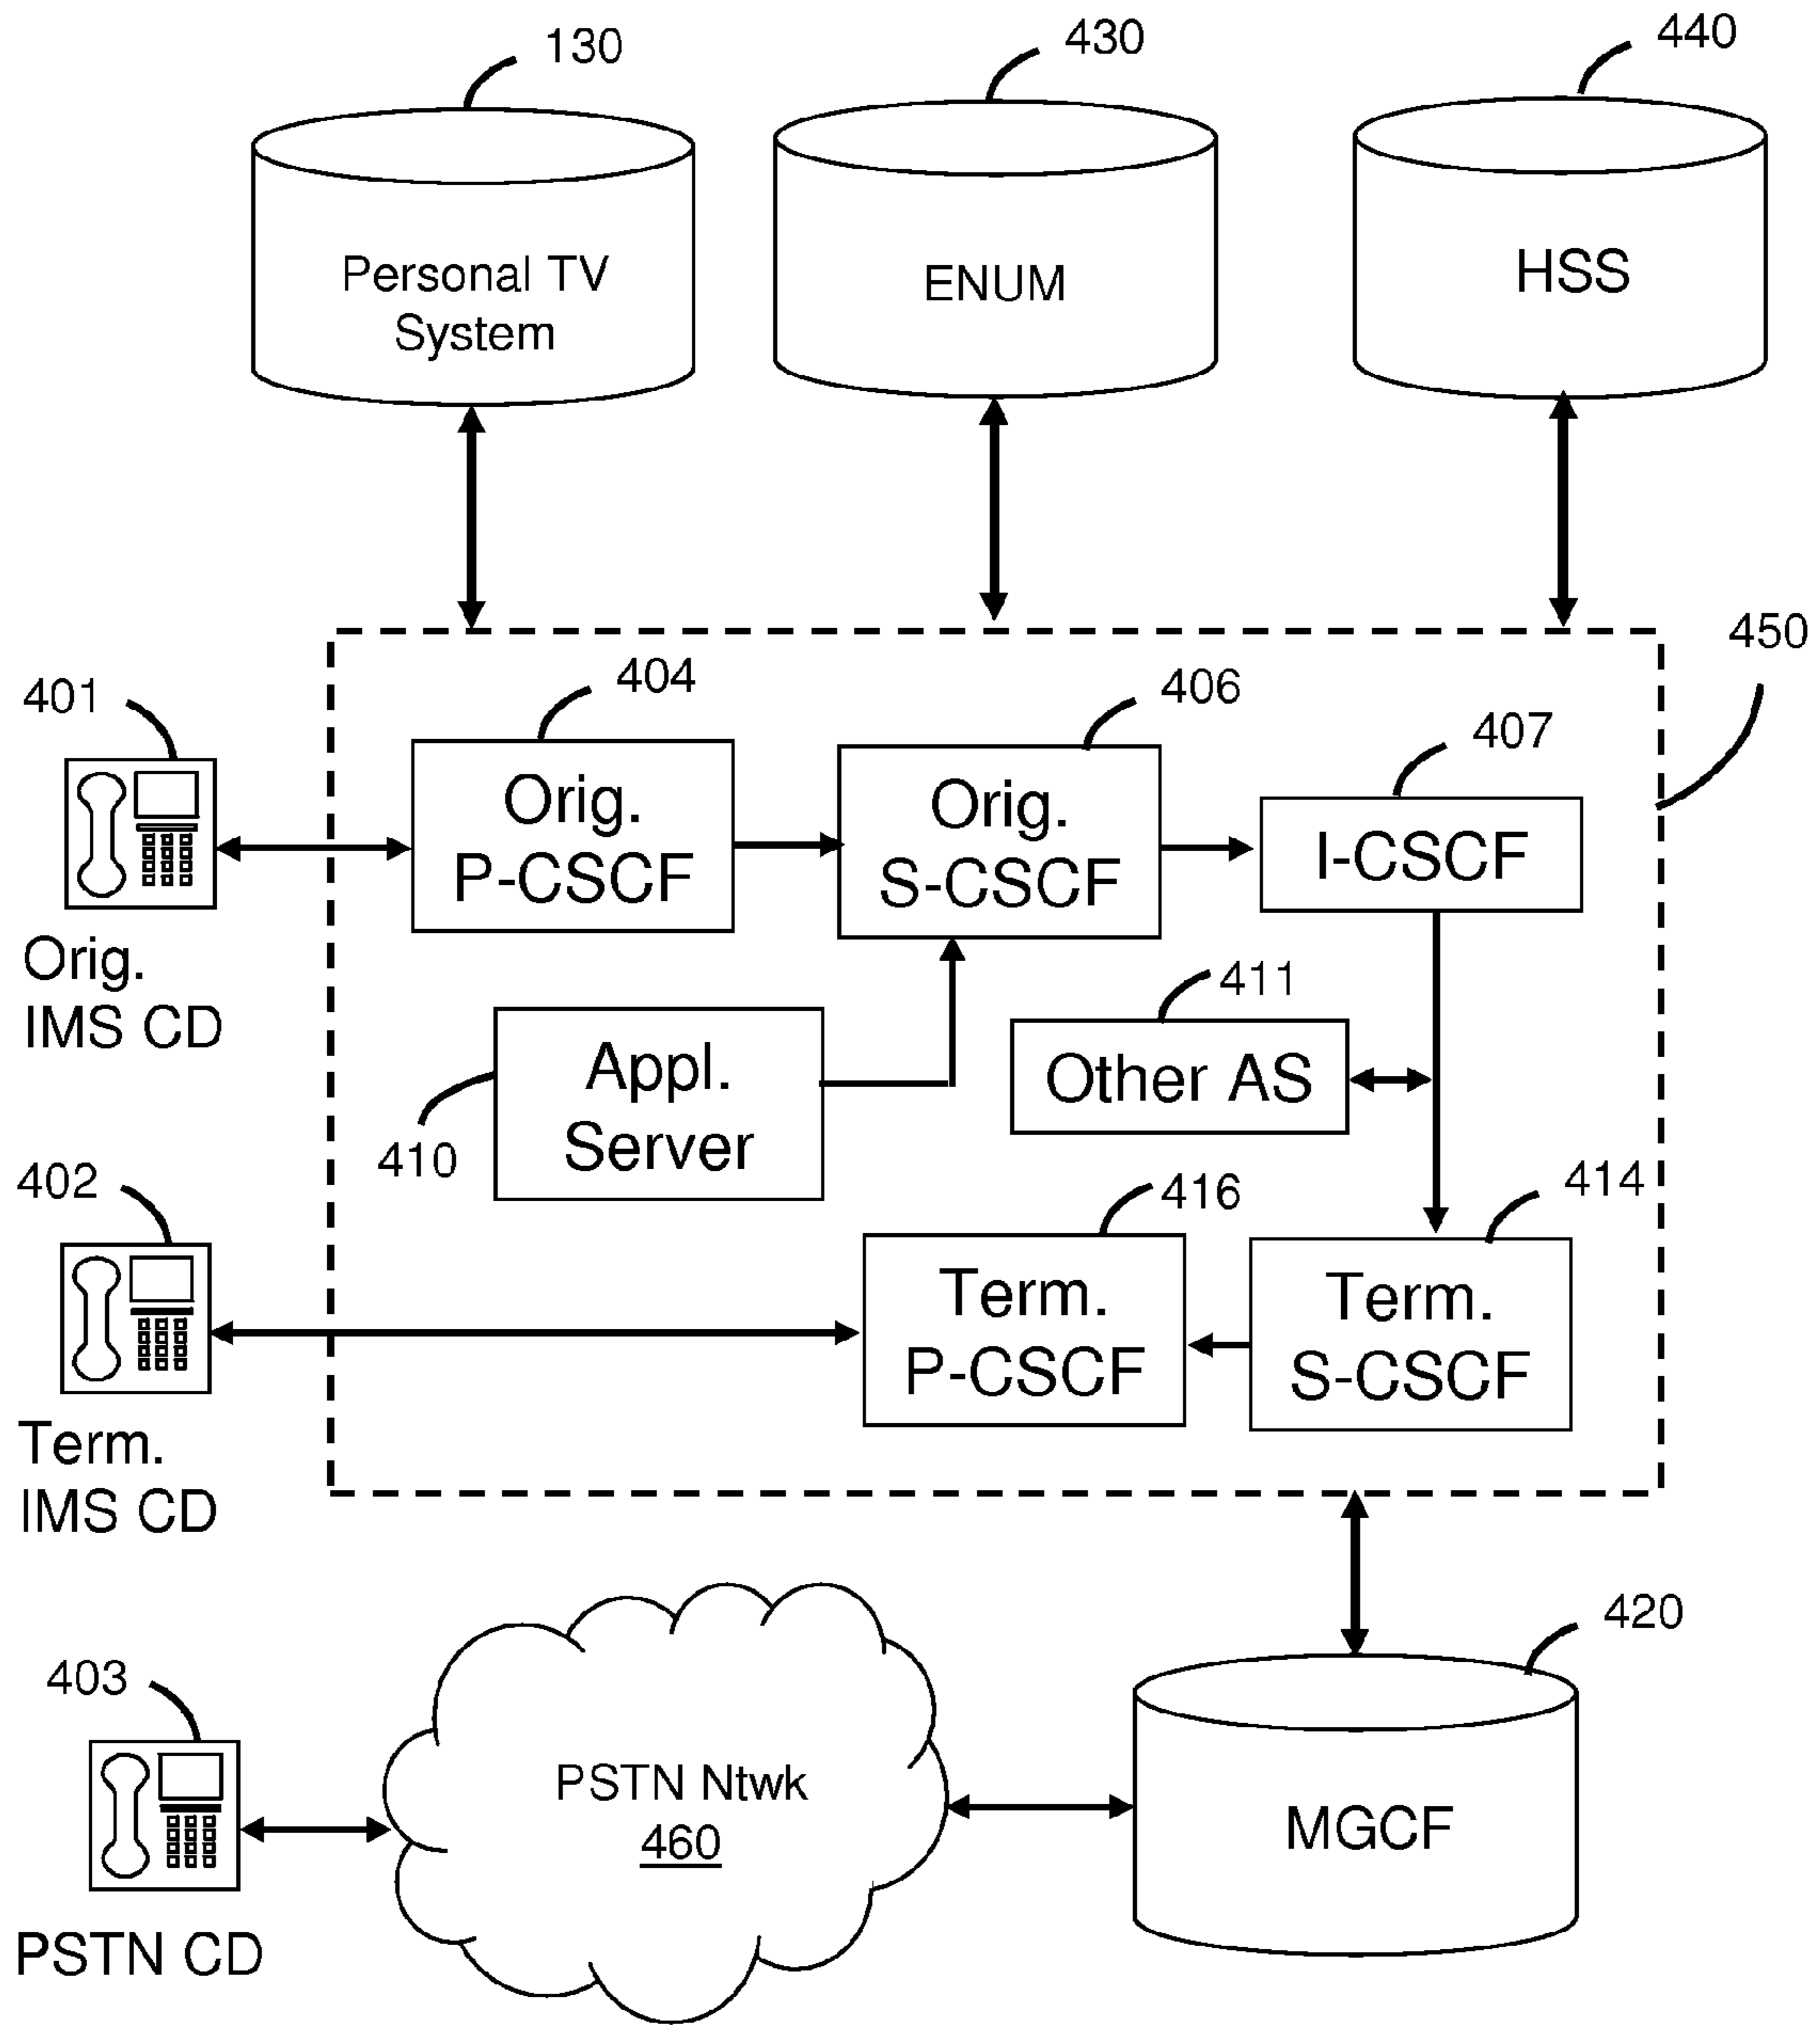 130
430
440
Personal TV
System
ENUM
HSS
450
401
404
406
407
Orig.
P-CSCF
Orig.
S-CSCF
I-CSCF
Orig.
IMS CD
411
Appl.
Server
Other AS
410
402
416
414
Term.
P-CSCF
Term.
S-CSCF
Term.
IMS CD
420
403
PSTN Ntwk
460
MGCF
PSTN CD